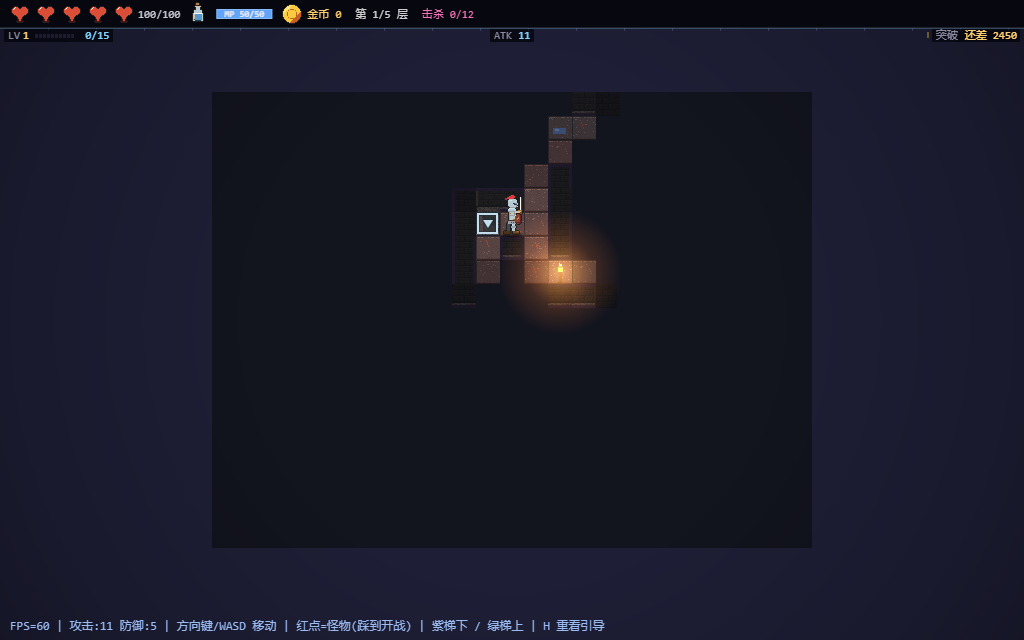 100/100 MP 50/50 金币 0 第 1/5 层 击杀 0/12
LV 1 0/15 ATK 11 突破 还差 2450
FPS=60 | 攻击:11 防御:5 | 方向键/WASD 移动 | 红点=怪物(踩到开战) | 紫梯下 / 绿梯上 | H 重看引导